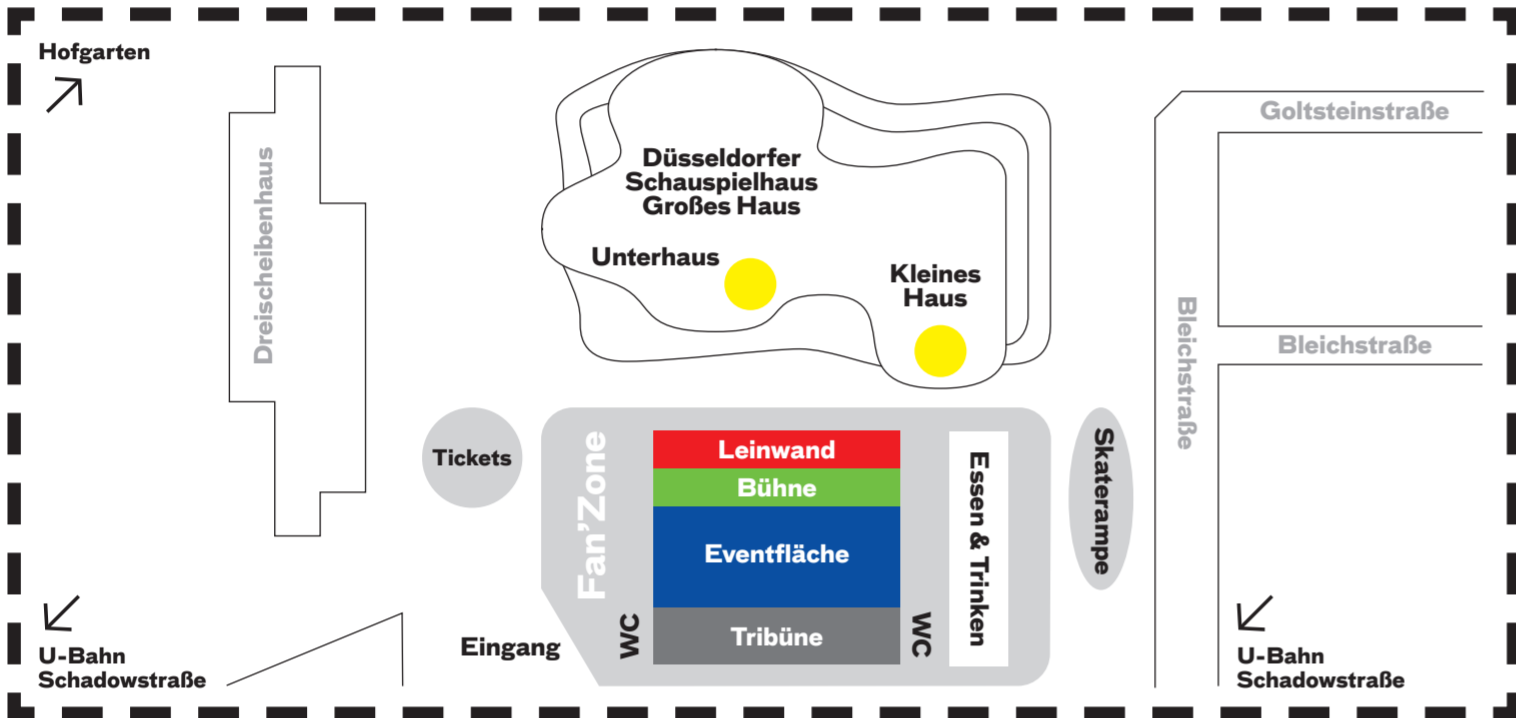 Hofgarten
Dreischeibenhaus
Düsseldorfer
Schauspielhaus
Großes Haus
Unterhaus
Kleines
Haus
Goltsteinstraße
Bleichstraße
Bleichstraße
Tickets
Fan’Zone
Leinwand
Bühne
Eventfläche
Tribüne
WC
WC
Essen & Trinken
Skaterampe
Eingang
U-Bahn
Schadowstraße
U-Bahn
Schadowstraße